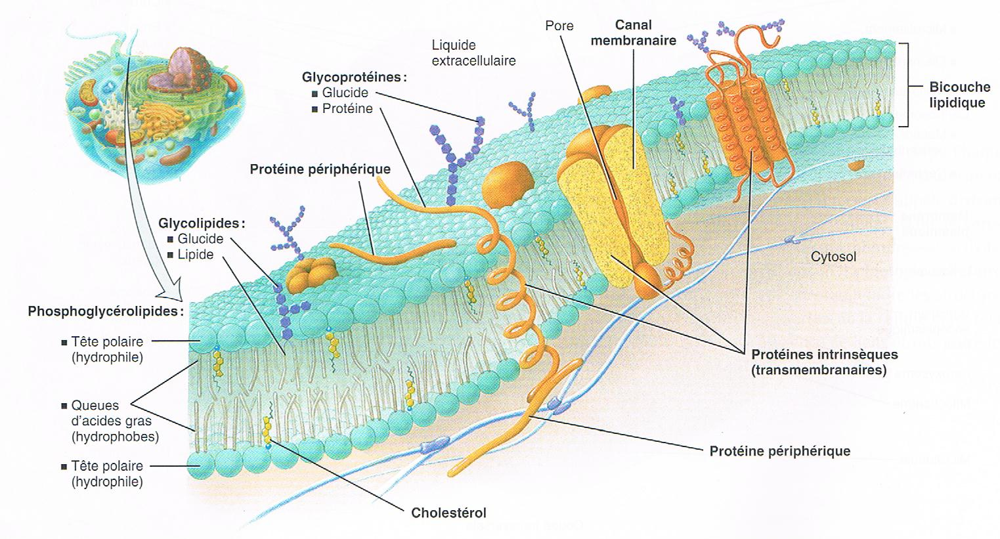 Pore
Canal
membranaire
Liquide
extracellulaire
Glycoprotéines :
■ Glucide
■ Protéine
Bicouche
lipidique
Protéine périphérique
Glycolipides :
■ Glucide
■ Lipide
Cytosol
Phosphoglycérolipides :
■ Tête polaire
(hydrophile)
■ Queues
d'acides gras
(hydrophobes)
■ Tête polaire
(hydrophile)
Protéines intrinsèques
(transmembranaires)
Protéine périphérique
Cholestérol